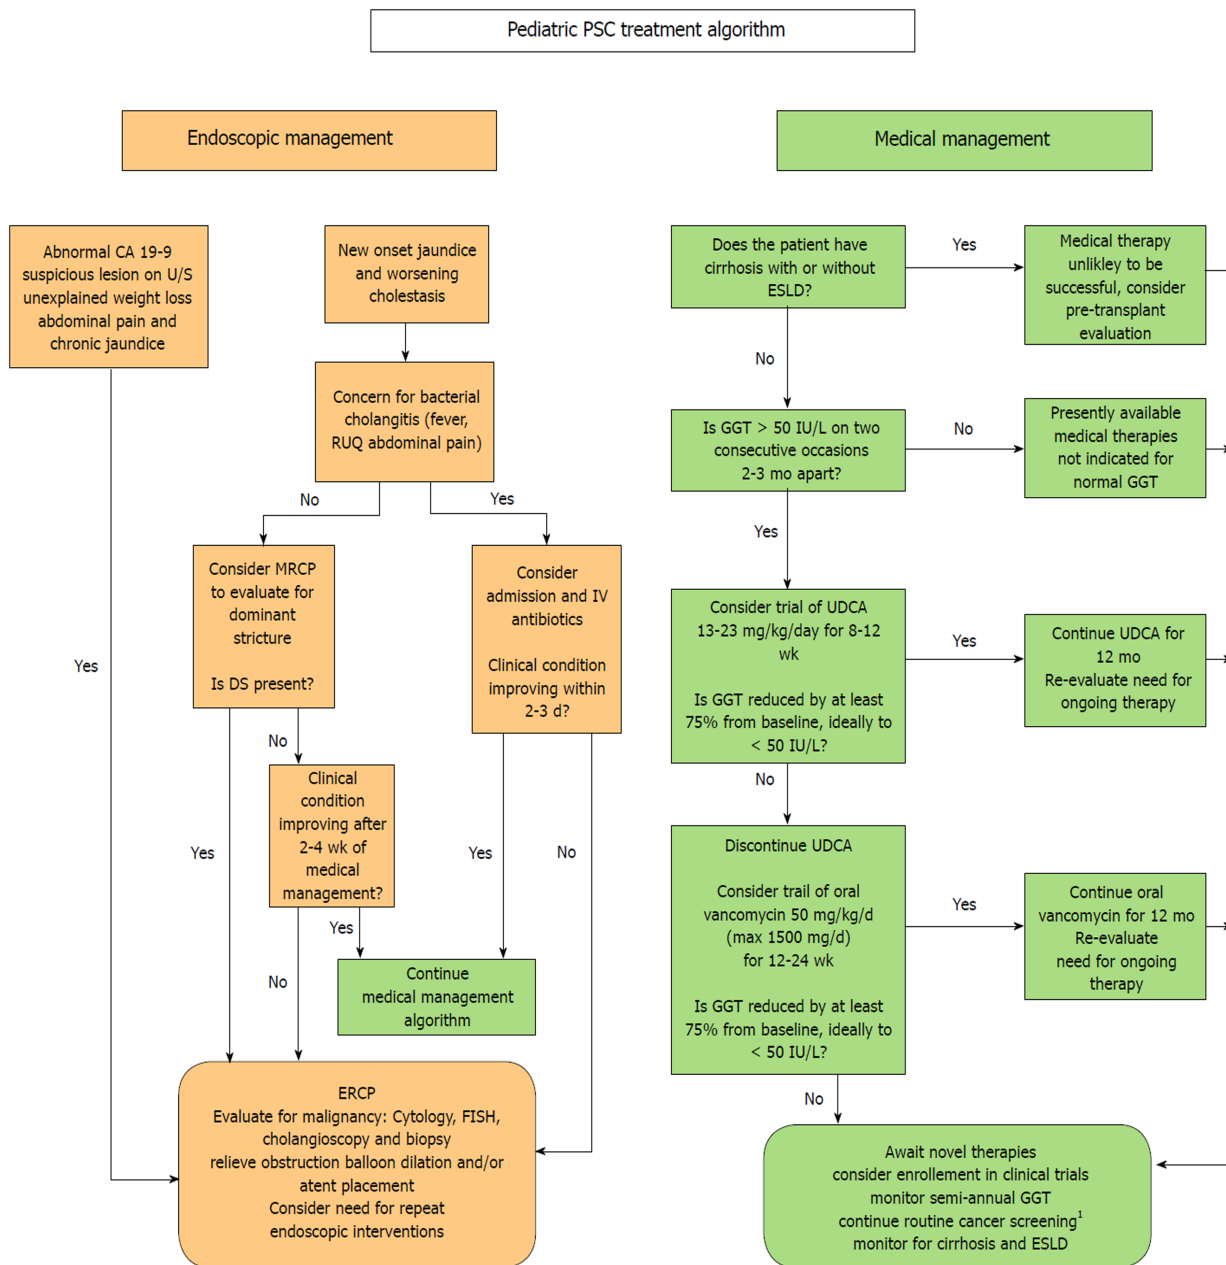 Pediatric PSC treatment algorithm
Endoscopic management
Abnormal CA 19-9
suspicious lesion on U/S
unexplained weight loss
abdominal pain and
chronic jaundice
New onset jaundice
and worsening
cholestasis
Concern for bacterial
cholangitis (fever,
RUQ abdominal pain)
No
Yes
Consider MRCP
to evaluate for
dominant
stricture
Is DS present?
Consider
admission and IV
antibiotics
Clinical condition
improving within
2-3 d?
Yes
No
Clinical
condition
improving after
2-4 wk of
medical
management?
Yes
Yes
No
Yes
No
Continue
medical management
algorithm
ERCP
Evaluate for malignancy: Cytology, FISH,
cholangioscopy and biopsy
relieve obstruction balloon dilation and/or
atent placement
Consider need for repeat
endoscopic interventions
Medical management
Does the patient have
cirrhosis with or without
ESLD?
Yes
Medical therapy
unlikley to be
successful, consider
pre-transplant
evaluation
No
Is GGT > 50 IU/L on two
consecutive occasions
2-3 mo apart?
No
Presently available
medical therapies
not indicated for
normal GGT
Yes
Consider trial of UDCA
13-23 mg/kg/day for 8-12
wk
Is GGT reduced by at least
75% from baseline, ideally to
< 50 IU/L?
Yes
Continue UDCA for
12 mo
Re-evaluate need for
ongoing therapy
No
Discontinue UDCA
Consider trail of oral
vancomycin 50 mg/kg/d
(max 1500 mg/d)
for 12-24 wk
Is GGT reduced by at least
75% from baseline, ideally to
< 50 IU/L?
Yes
Continue oral
vancomycin for 12 mo
Re-evaluate
need for ongoing
therapy
No
Await novel therapies
consider enrollement in clinical trials
monitor semi-annual GGT
continue routine cancer screening¹
monitor for cirrhosis and ESLD